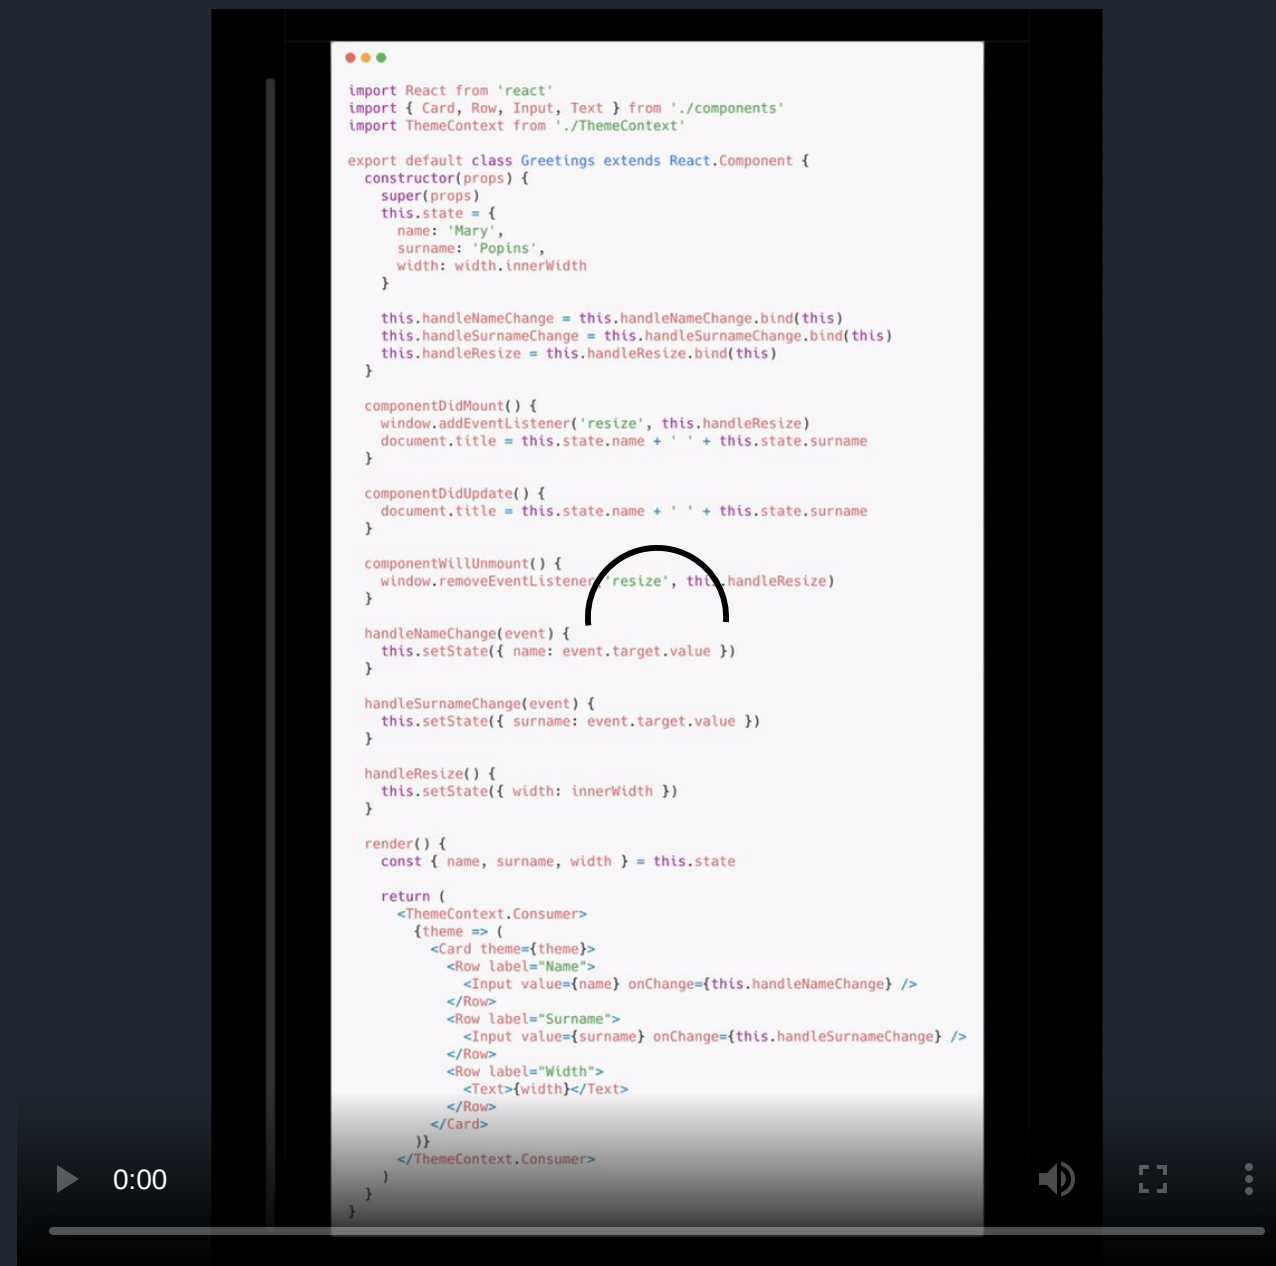 import React from 'react'
import { Card, Row, Input, Text } from './components'
import ThemeContext from './ThemeContext'
export default class Greetings extends React.Component {
constructor(props) {
super(props)
this.state = {
name: 'Mary',
surname: 'Popins',
width: width.innerWidth
}
this.handleNameChange = this.handleNameChange.bind(this)
this.handleSurnameChange = this.handleSurnameChange.bind(this)
this.handleResize = this.handleResize.bind(this)
}
componentDidMount() {
window.addEventListener('resize', this.handleResize)
document.title = this.state.name + ' ' + this.state.surname
}
componentDidUpdate() {
document.title = this.state.name + ' ' + this.state.surname
}
componentWillUnmount() {
window.removeEventListener('resize', this.handleResize)
}
handleNameChange(event) {
this.setState({ name: event.target.value })
}
handleSurnameChange(event) {
this.setState({ surname: event.target.value })
}
handleResize() {
this.setState({ width: innerWidth })
}
render() {
const { name, surname, width } = this.state
return (
<ThemeContext.Consumer>
{theme => (
<Card theme={theme}>
<Row label="Name">
<Input value={name} onChange={this.handleNameChange} />
</Row>
<Row label="Surname">
<Input value={surname} onChange={this.handleSurnameChange} />
</Row>
<Row label="Width">
<Text>{width}</Text>
</Row>
</Card>
)}
</ThemeContext.Consumer>
)
}
}
0:00